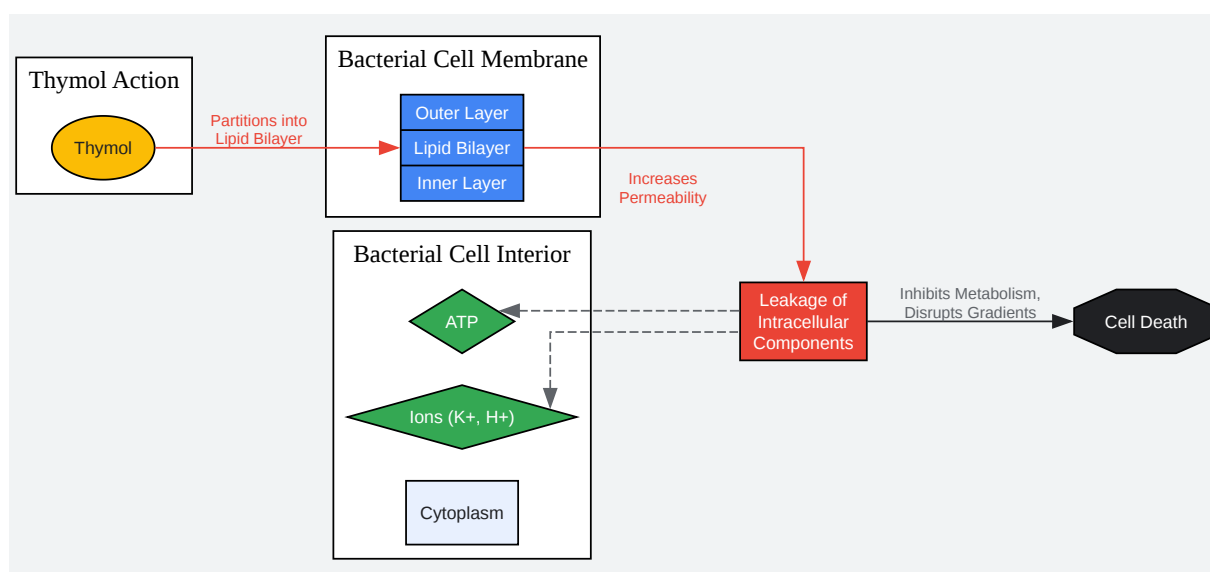 Thymol Action
Thymol
Partitions into
Lipid Bilayer
Bacterial Cell Membrane
Outer Layer
Lipid Bilayer
Inner Layer
Increases
Permeability
Bacterial Cell Interior
ATP
Ions (K+, H+)
Cytoplasm
Leakage of
Intracellular
Components
Inhibits Metabolism,
Disrupts Gradients
Cell Death